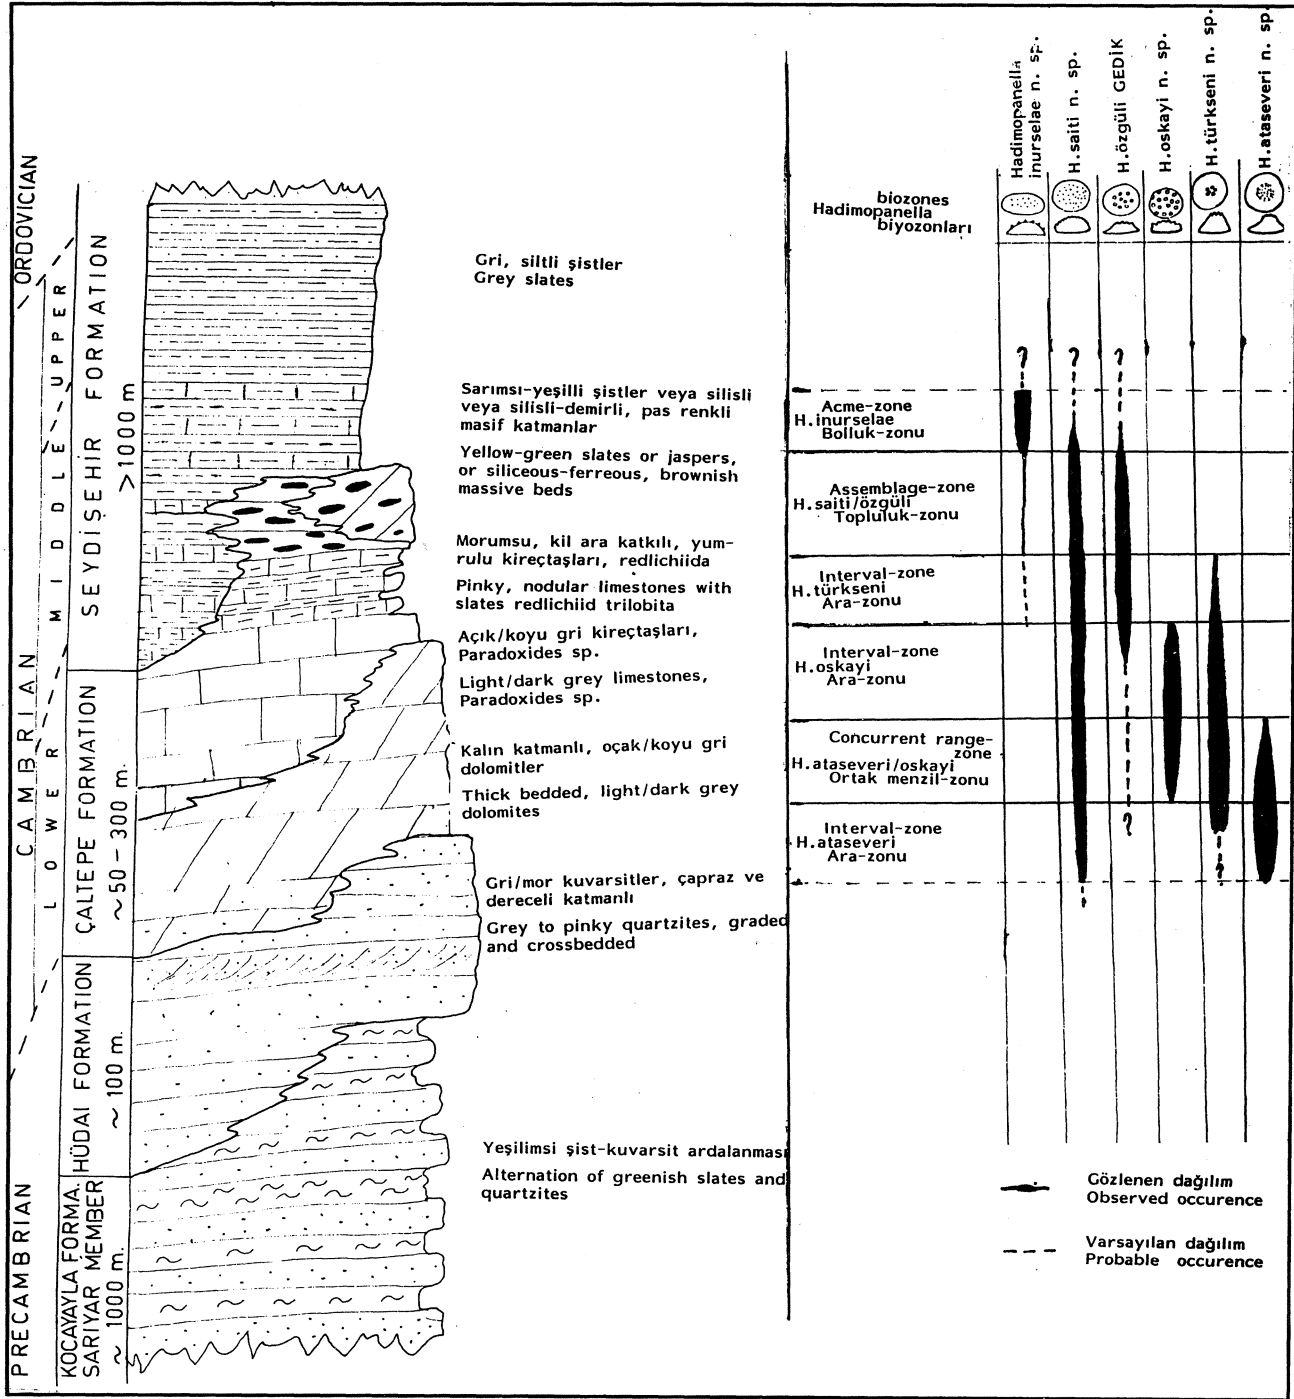 ORDOVICIAN
UPPER
MIDDLE
LOWER
CAMBRIAN
PRECAMBRIAN
SEYDİŞEHİR FORMATION
>1000 m
ÇALTEPE FORMATION
~50–300 m.
HÜDAI FORMATION
~ 100 m.
KOCAYAYLA FORMA.
SARIYAR MEMBER
~ 1000 m.
Gri, siltli şistler
Grey slates
Sarımsı-yeşilli şistler veya silisli
veya silisli-demirli, pas renkli
masif katmanlar
Yellow-green slates or jaspers,
or siliceous-ferreous, brownish
massive beds
Morumsu, kil ara katkılı, yum-
rulu kireçtaşları, redlichiida
Pinky, nodular limestones with
slates redlichiid trilobita
Açık/koyu gri kireçtaşları,
Paradoxides sp.
Light/dark grey limestones,
Paradoxides sp.
Kalın katmanlı, oçak/koyu gri
dolomitler
Thick bedded, light/dark grey
dolomites
Gri/mor kuvarsitler, çapraz ve
dereceli katmanlı
Grey to pinky quartzites, graded
and crossbedded
Yeşilimsi şist-kuvarsit ardalanması
Alternation of greenish slates and
quartzites
biozones
Hadimopanella
biyozonları
Hadimopanella
inurselae n. sp.
H.saiti n. sp.
H.özgüli GEDİK
H.oskayi n. sp.
H.türkseni n. sp.
H.ataseveri n. sp.
? ? ?
Acme-zone
H.inurselae
Bolluk-zonu
Assemblage-zone
H.saiti/özgüli
Topluluk-zonu
Interval-zone
H.türkseni
Ara-zonu
Interval-zone
H.oskayi
Ara-zonu
Concurrent range-
zone
H.ataseveri/oskayi
Ortak menzil-zonu
Interval-zone
H.ataseveri
Ara-zonu
?
?
Gözlenen dağılım
Observed occurence
Varsayılan dağılım
Probable occurence